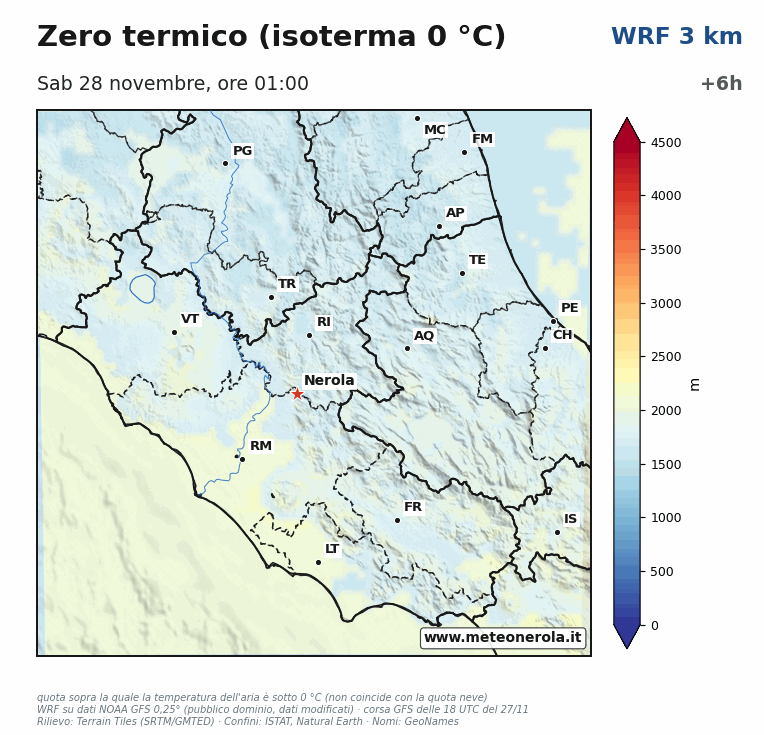 Zero termico (isoterma 0 °C)
WRF 3 km
Sab 28 novembre, ore 01:00
+6h
MC
FM
PG
AP
TE
TR
PE
VT
RI
AQ
CH
Nerola
RM
FR
IS
LT
www.meteonerola.it
4500
4000
3500
3000
2500
2000
1500
1000
500
0
m
quota sopra la quale la temperatura dell'aria è sotto 0 °C (non coincide con la quota neve)
WRF su dati NOAA GFS 0,25° (pubblico dominio, dati modificati) · corsa GFS delle 18 UTC del 27/11
Rilievo: Terrain Tiles (SRTM/GMTED) · Confini: ISTAT, Natural Earth · Nomi: GeoNames